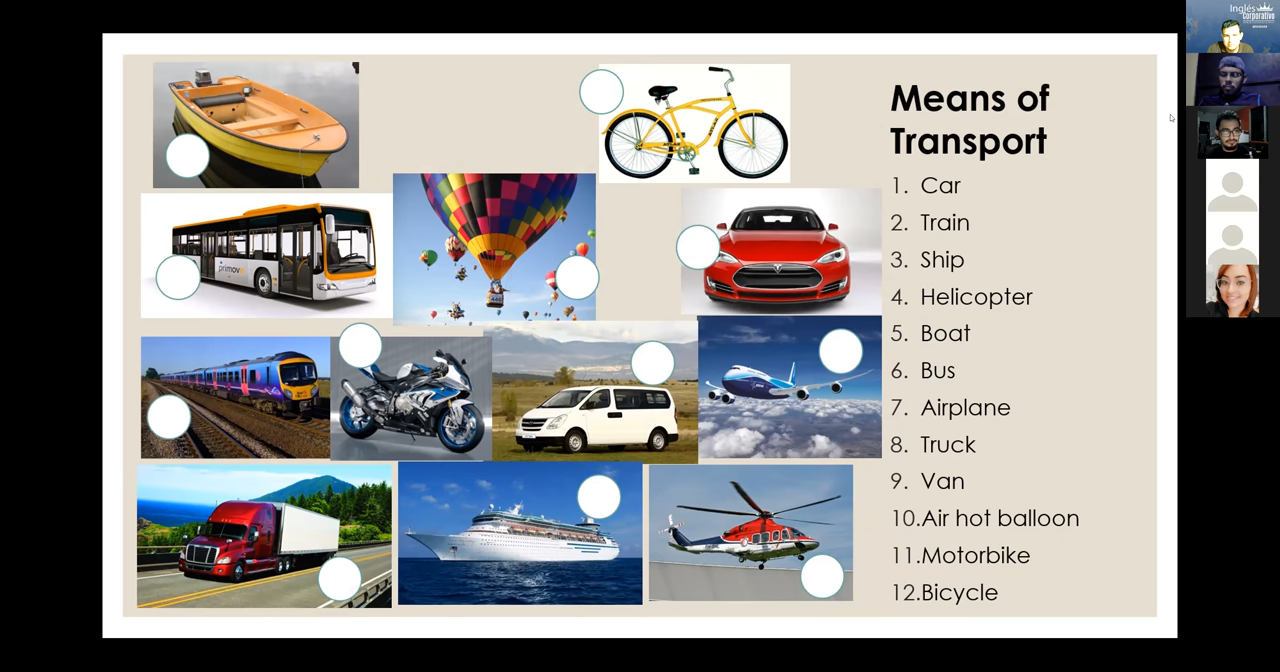 Means of
Transport
1. Car
2. Train
3. Ship
4. Helicopter
5. Boat
6. Bus
7. Airplane
8. Truck
9. Van
10.Air hot balloon
11.Motorbike
12.Bicycle
primove
Inglés
Corporativo